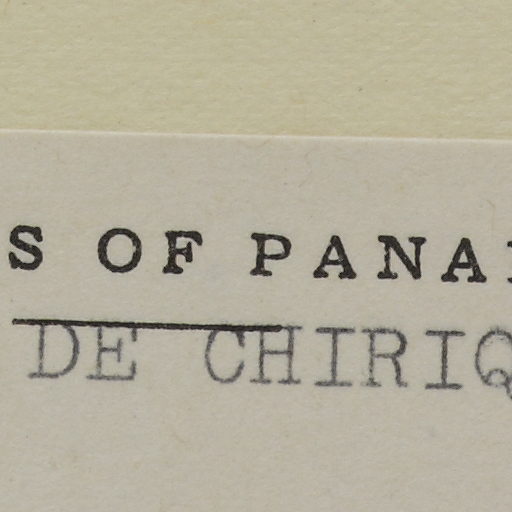 S OF PANA
DE CHIRIQ